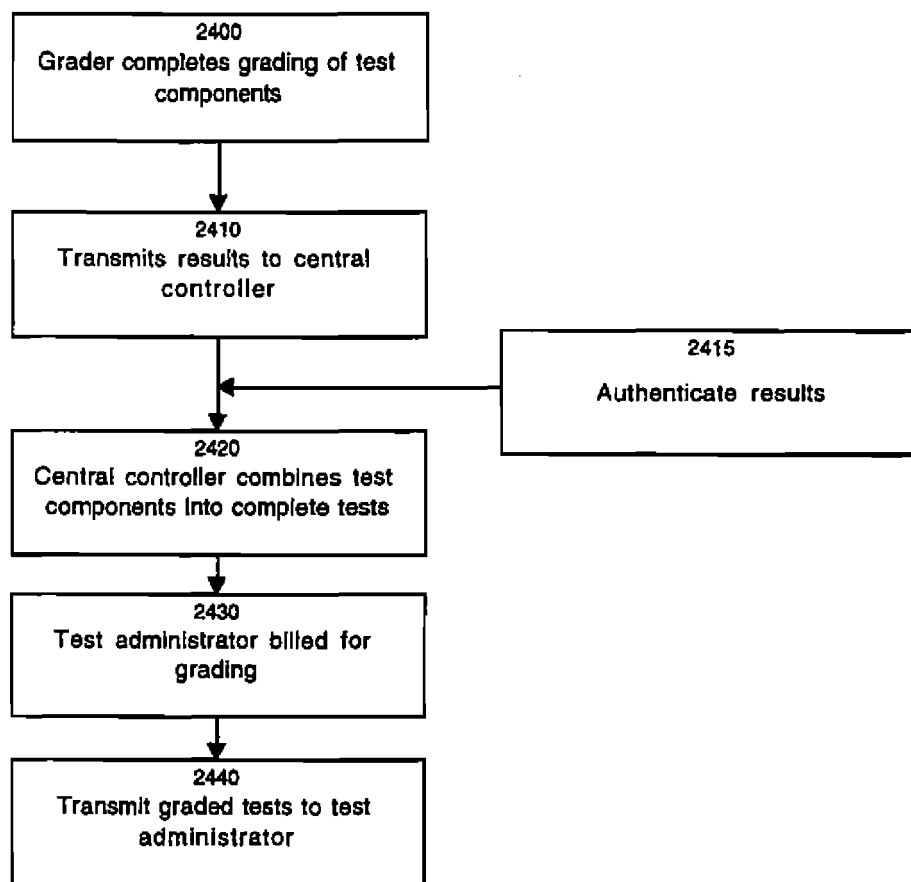 2400
Grader completes grading of test
components
2410
Transmits results to central
controller
2415
Authenticate results
2420
Central controller combines test
components into complete tests
2430
Test administrator billed for
grading
2440
Transmit graded tests to test
administrator